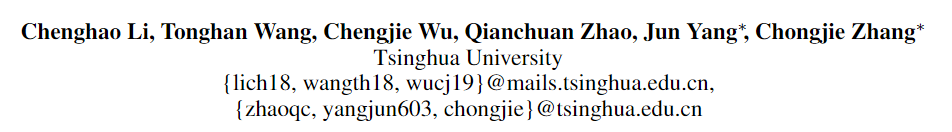 Chenghao Li, Tonghan Wang, Chengjie Wu, Qianchuan Zhao, Jun Yang*, Chongjie Zhang*
Tsinghua University
{lich18, wangth18, wucj19}@mails.tsinghua.edu.cn,
{zhaoqc, yangjun603, chongjie}@tsinghua.edu.cn